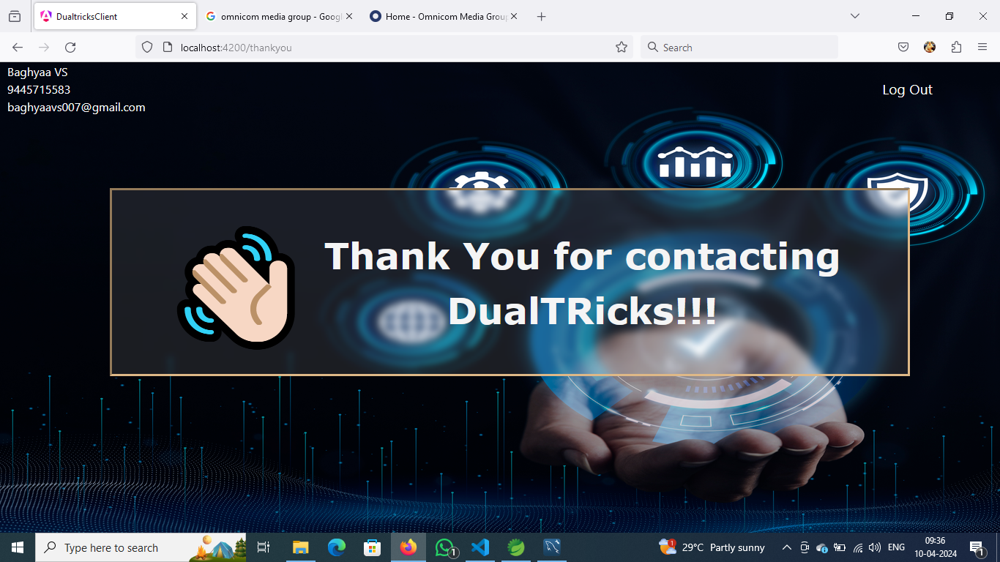 DualtricksClient
omnicom media group - Googl
Home - Omnicom Media Group
localhost:4200/thankyou
Search
Baghyaa VS
9445715583
baghyaavs007@gmail.com
Log Out
Thank You for contacting
DualTRicks!!!
Type here to search
1
1
29°C Partly sunny
ENG
09:36
10-04-2024
1